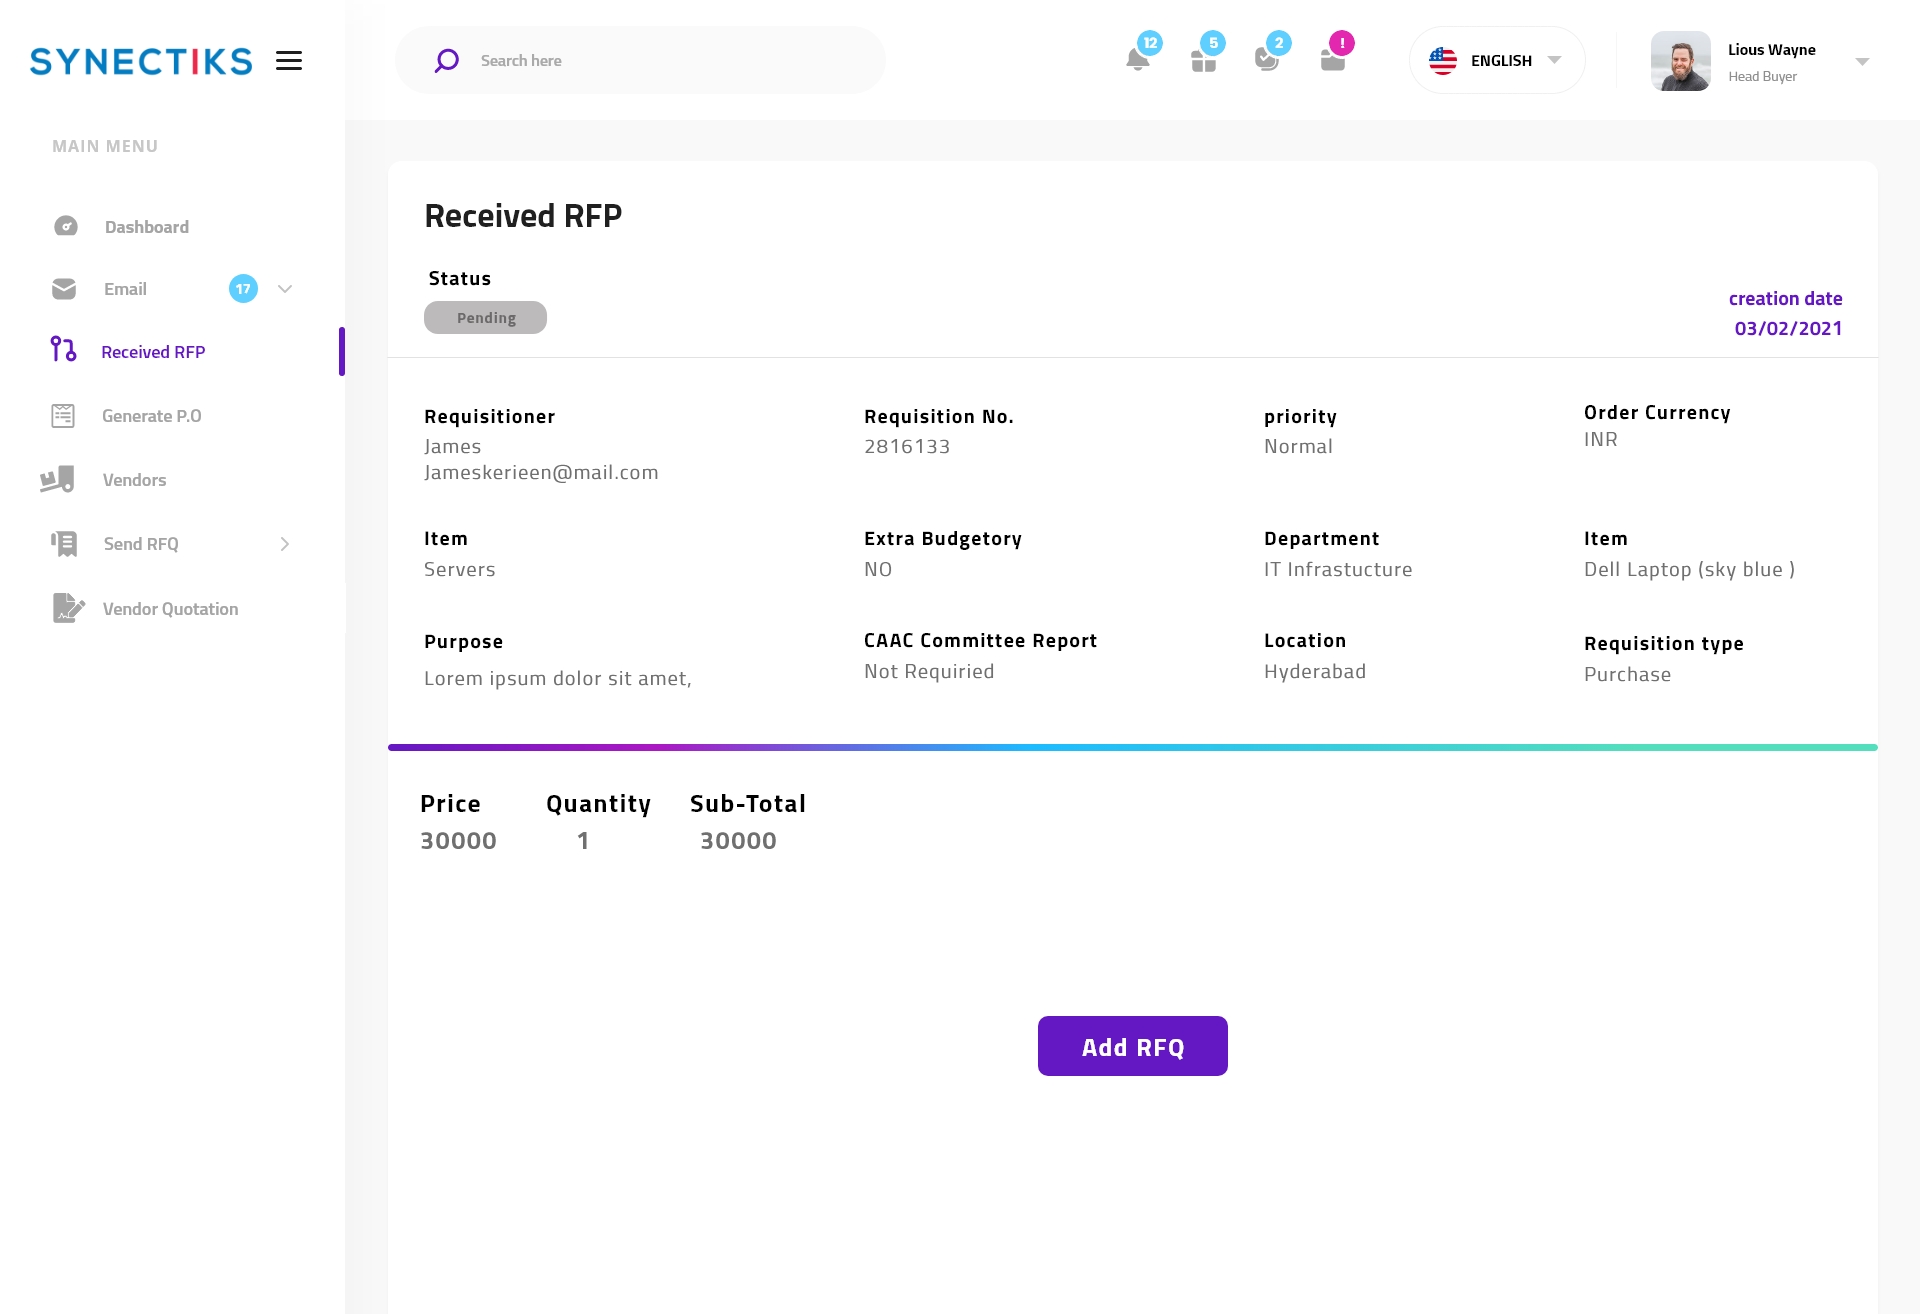 SYNECTIKS
Search here
12
5
2
!
ENGLISH
Lious Wayne
Head Buyer
MAIN MENU
Dashboard
Email 17
Received RFP
Generate P.O
Vendors
Send RFQ
Vendor Quotation
Received RFP
Status
Pending
creation date
03/02/2021
Requisitioner
James
Jameskerieen@mail.com
Requisition No.
2816133
priority
Normal
Order Currency
INR
Item
Servers
Extra Budgetory
NO
Department
IT Infrastucture
Item
Dell Laptop (sky blue )
Purpose
Lorem ipsum dolor sit amet,
CAAC Committee Report
Not Requiried
Location
Hyderabad
Requisition type
Purchase
Price Quantity Sub-Total
30000 1 30000
Add RFQ